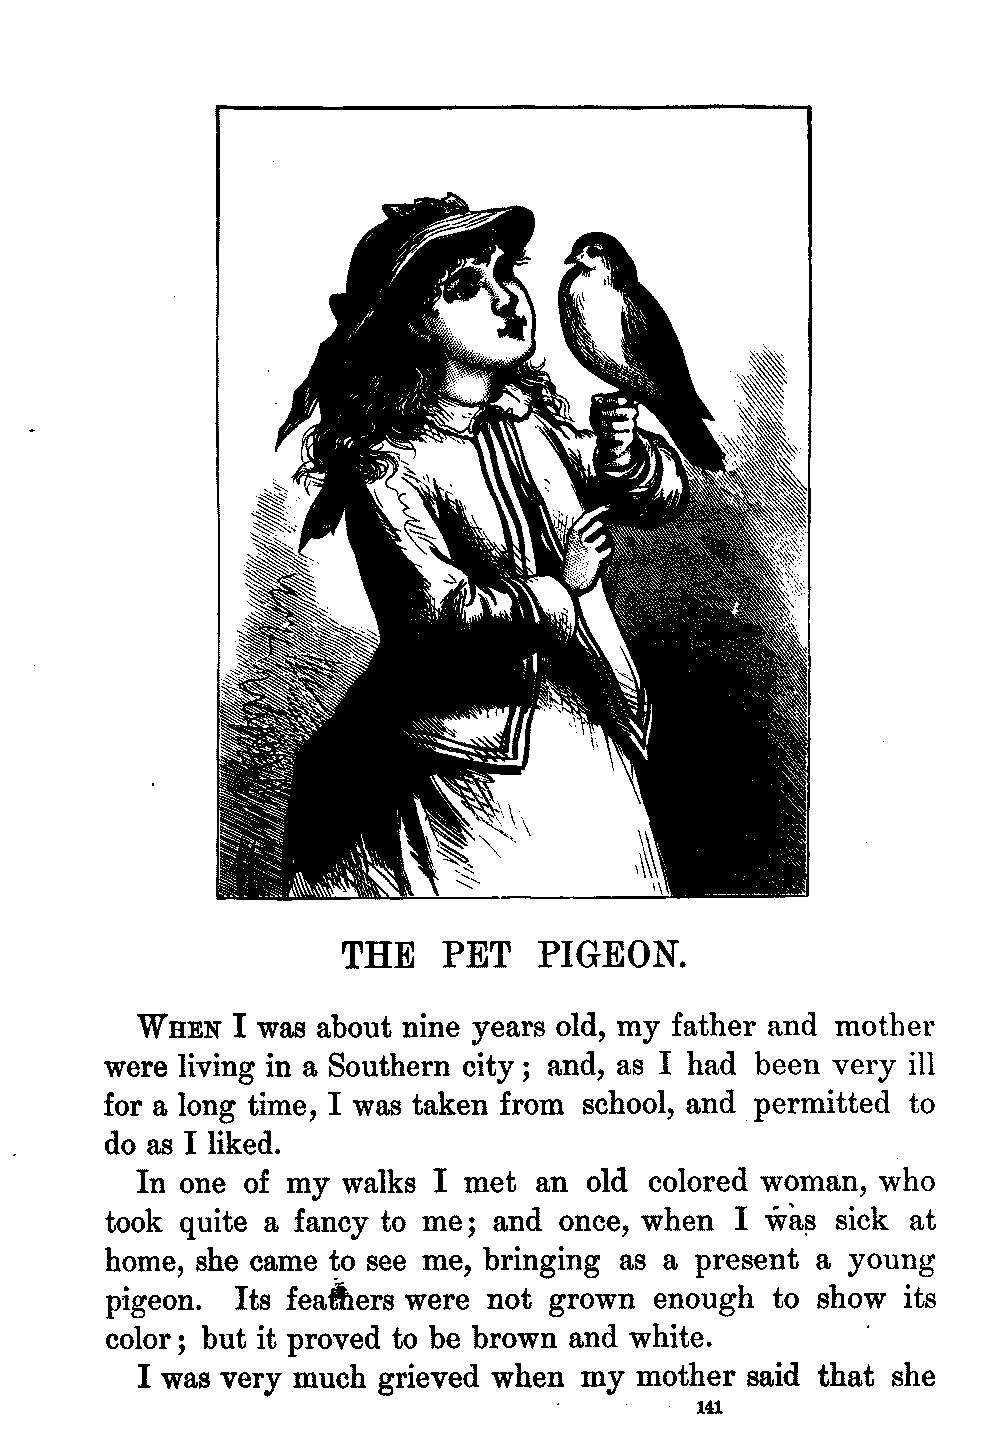 THE PET PIGEON.
WHEN I was about nine years old, my father and mother
were living in a Southern city; and, as I had been very ill
for a long time, I was taken from school, and permitted to
do as I liked.
In one of my walks I met an old colored woman, who
took quite a fancy to me; and once, when I was sick at
home, she came to see me, bringing as a present a young
pigeon. Its feathers were not grown enough to show its
color; but it proved to be brown and white.
I was very much grieved when my mother said that she
141